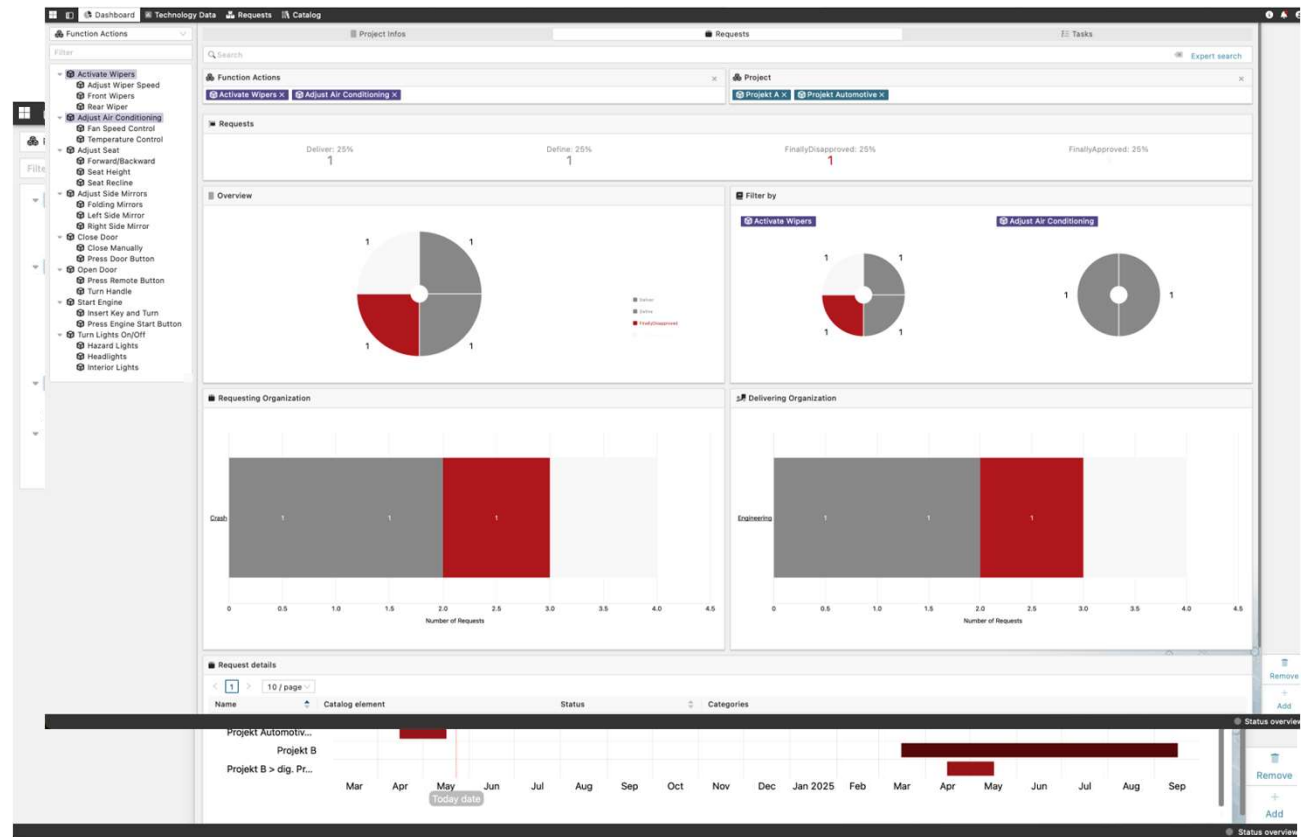 Dashboard Technology Data Requests Catalog
Function Actions
Filter
Activate Wipers
Adjust Wiper Speed
Front Wipers
Rear Wiper
Adjust Air Conditioning
Fan Speed Control
Temperature Control
Adjust Seat
Forward/Backward
Seat Height
Seat Recline
Adjust Side Mirrors
Folding Mirrors
Left Side Mirror
Right Side Mirror
Close Door
Close Manually
Press Door Button
Open Door
Press Remote Button
Turn Handle
Start Engine
Insert Key and Turn
Press Engine Start Button
Turn Lights On/Off
Hazard Lights
Headlights
Interior Lights
Project Infos Requests Tasks
Search Expert search
Function Actions
Activate Wipers × Adjust Air Conditioning ×
Project
Projekt A × Projekt Automotive ×
Requests
Deliver: 25% Define: 25% FinallyDisapproved: 25% FinallyApproved: 25%
1 1 1
Overview
1 1
1 1
Deliver
Define
FinallyDisapproved
Filter by
Activate Wipers Adjust Air Conditioning
1 1
1 1
1 1
Requesting Organization
Crash 1 1 1
0 0.5 1.0 1.5 2.0 2.5 3.0 3.5 4.0 4.5
Number of Requests
Delivering Organization
Engineering 1 1 1
0 0.5 1.0 1.5 2.0 2.5 3.0 3.5 4.0 4.5
Number of Requests
Request details
< 1 > 10 / page
Name Catalog element Status Categories
Remove
Add
Status overview
Projekt Automotiv...
Projekt B
Projekt B > dig. Pr...
Mar Apr May Jun Jul Aug Sep Oct Nov Dec Jan 2025 Feb Mar Apr May Jun Jul Aug Sep
Today date
Remove
Add
Status overview